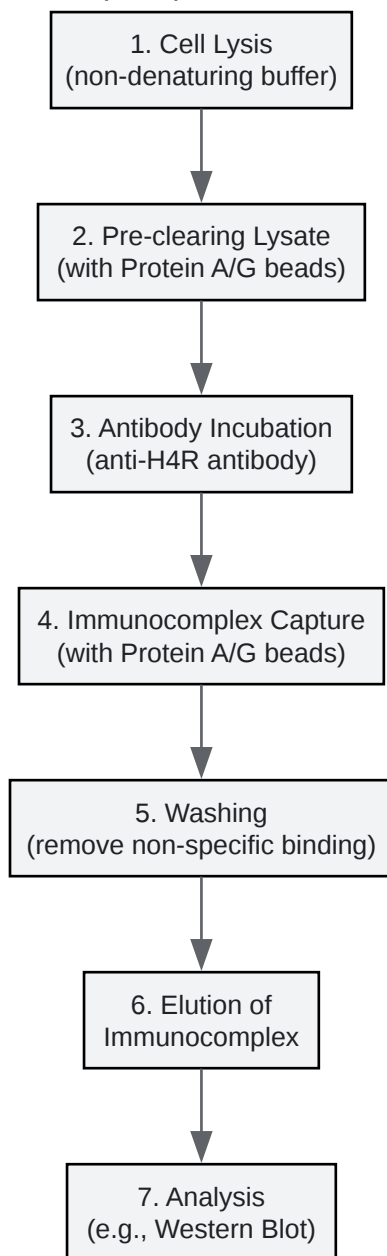 1. Cell Lysis
(non-denaturing buffer)
2. Pre-clearing Lysate
(with Protein A/G beads)
3. Antibody Incubation
(anti-H4R antibody)
4. Immunocomplex Capture
(with Protein A/G beads)
5. Washing
(remove non-specific binding)
6. Elution of
Immunocomplex
7. Analysis
(e.g., Western Blot)